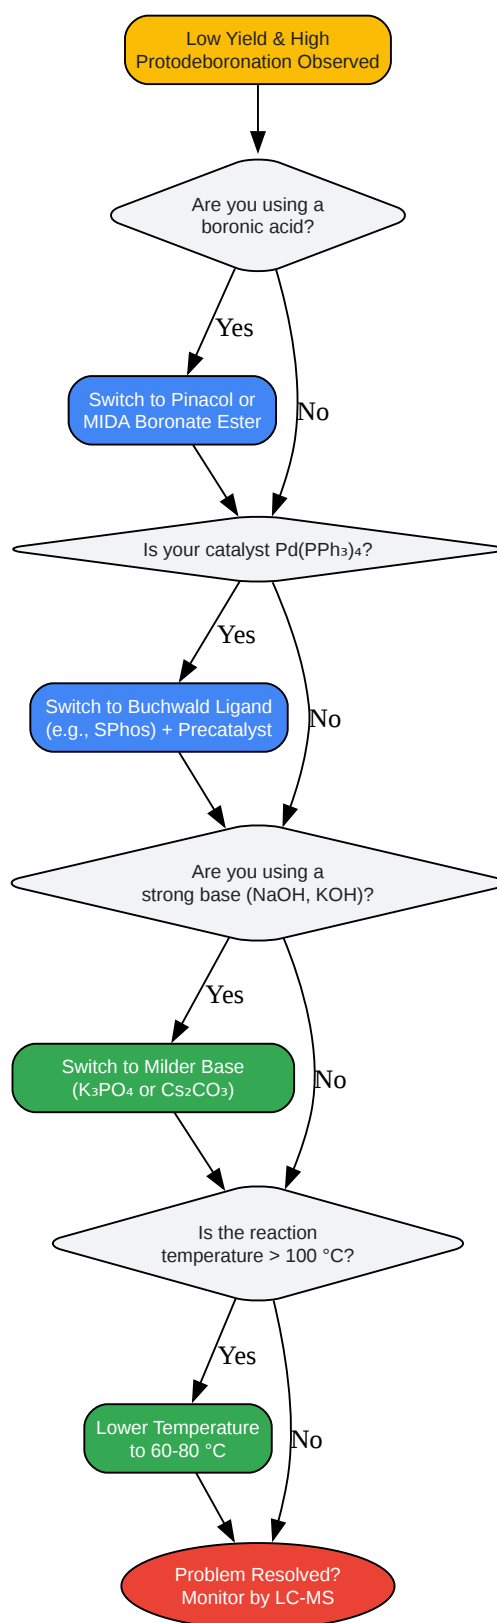 Low Yield & High
Protodeboronation Observed
Are you using a
boronic acid?
Yes
Switch to Pinacol or
MIDA Boronate Ester
No
Is your catalyst Pd(PPh₃)₄?
Yes
Switch to Buchwald Ligand
(e.g., SPhos) + Precatalyst
No
Are you using a
strong base (NaOH, KOH)?
Yes
Switch to Milder Base
(K₃PO₄ or Cs₂CO₃)
No
Is the reaction
temperature > 100 °C?
Yes
Lower Temperature
to 60-80 °C
No
Problem Resolved?
Monitor by LC-MS